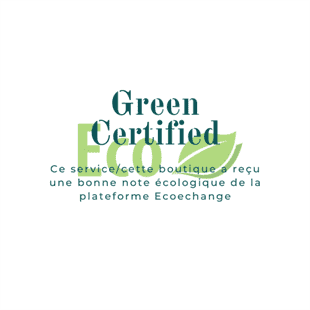 Green
Certified
Eco
Ce service/cette boutique a reçu
une bonne note écologique de la
plateforme Ecoechange